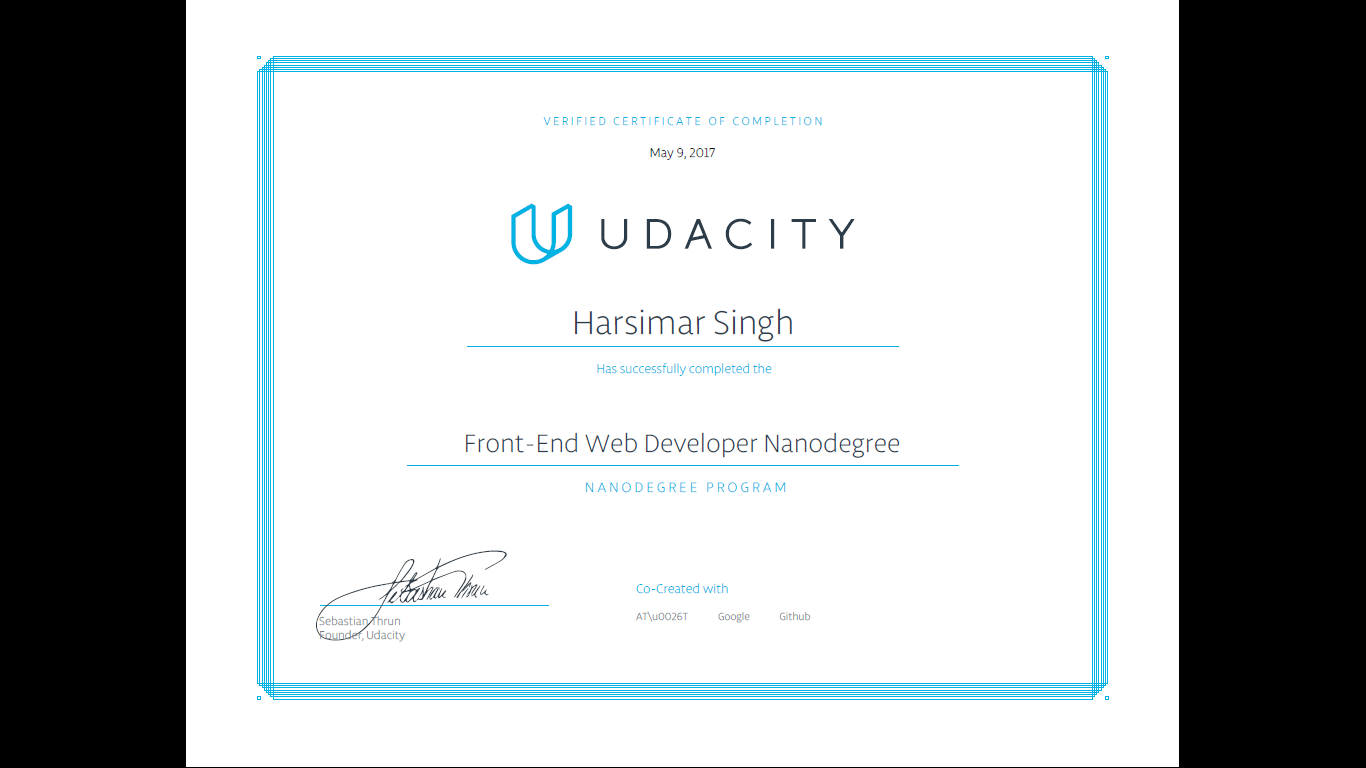 VERIFIED CERTIFICATE OF COMPLETION
May 9, 2017
UDACITY
Harsimar Singh
Has successfully completed the
Front-End Web Developer Nanodegree
NANODEGREE PROGRAM
Sebastian Thrun
Sebastian Thrun
Founder, Udacity
Co-Created with
AT\u0026T Google Github